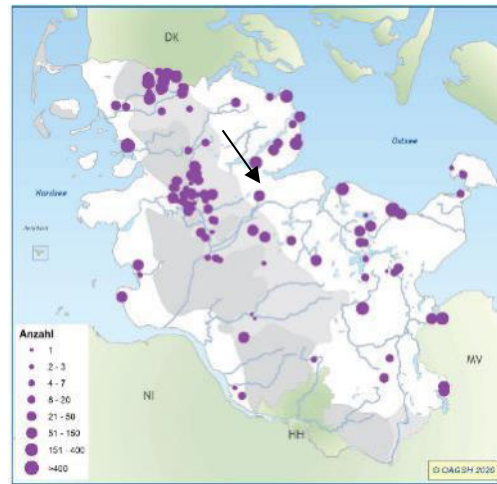 DK
Ostsee
Nordsee
Anzahl
1
2 - 3
4 - 7
8 - 20
21 - 50
51 - 150
151 - 400
>400
NI
HH
MV
© OAGSH 2020